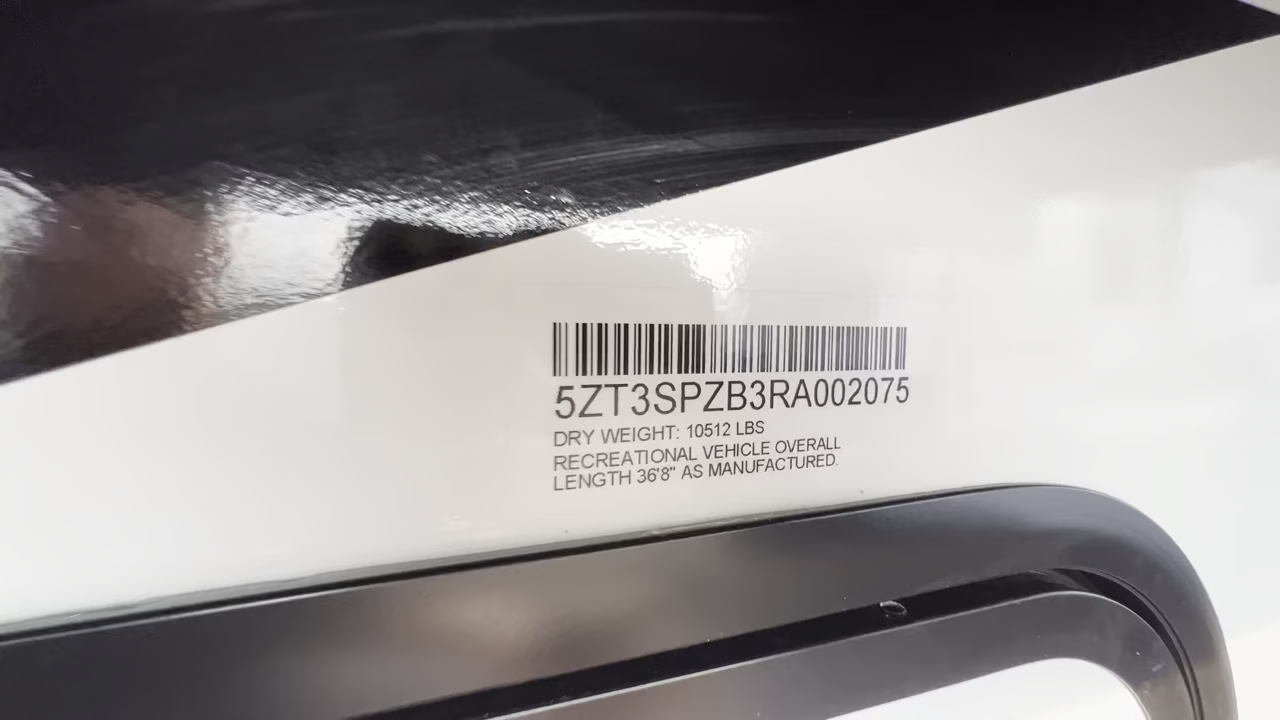 5ZT3SPZB3RA002075
DRY WEIGHT: 10512 LBS
RECREATIONAL VEHICLE OVERALL
LENGTH 36'8" AS MANUFACTURED.